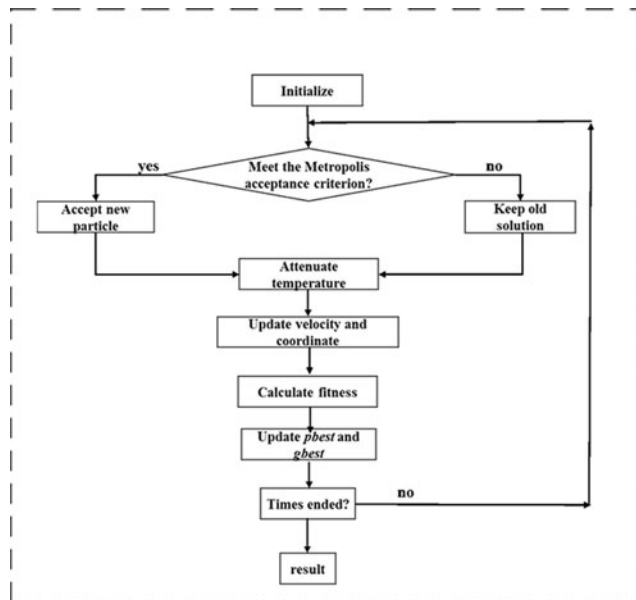 Initialize
yes
Meet the Metropolis
acceptance criterion?
no
Accept new
particle
Keep old
solution
Attenuate
temperature
Update velocity and
coordinate
Calculate fitness
Update pbest and
gbest
Times ended?
no
result